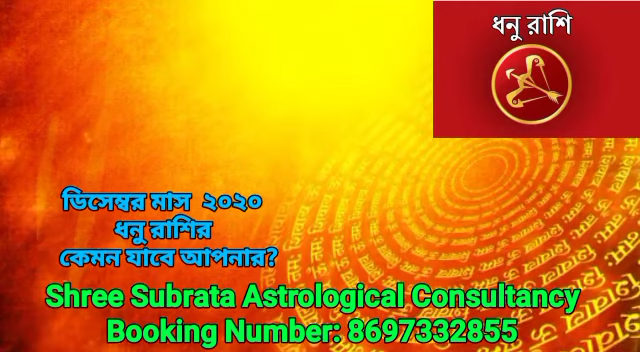 ধনু রাশি
ডিসেম্বর মাস ২০২০
ধনু রাশির
কেমন যাবে আপনার?
Shree Subrata Astrological Consultancy
Booking Number: 8697332855